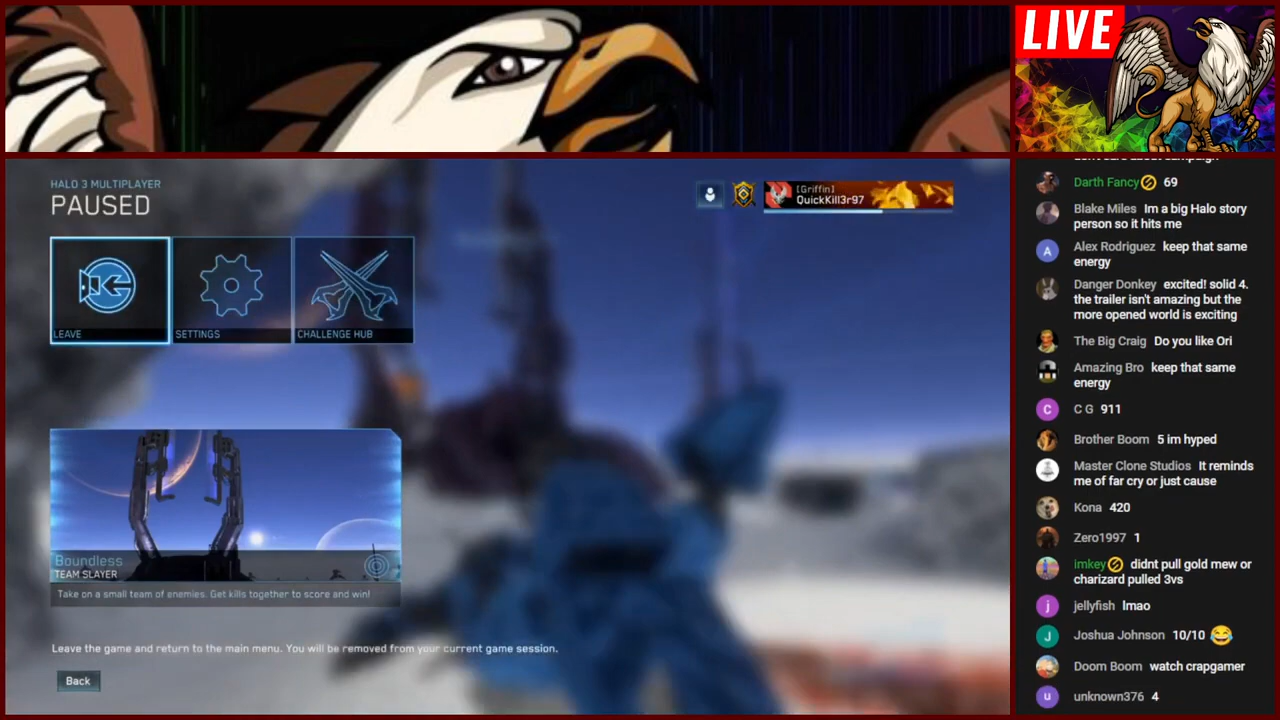 LIVE
HALO 3 MULTIPLAYER
PAUSED
[Griffin]
QuickKill3r97
LEAVE
SETTINGS
CHALLENGE HUB
Boundless
TEAM SLAYER
Take on a small team of enemies. Get kills together to score and win!
Leave the game and return to the main menu. You will be removed from your current game session.
Back
Darth Fancy 69
Blake Miles Im a big Halo story
person so it hits me
Alex Rodriguez keep that same
energy
Danger Donkey excited! solid 4.
the trailer isn't amazing but the
more opened world is exciting
The Big Craig Do you like Ori
Amazing Bro keep that same
energy
C G 911
Brother Boom 5 im hyped
Master Clone Studios It reminds
me of far cry or just cause
Kona 420
Zero1997 1
imkey didnt pull gold mew or
charizard pulled 3vs
jellyfish lmao
Joshua Johnson 10/10 😂
Doom Boom watch crapgamer
unknown376 4